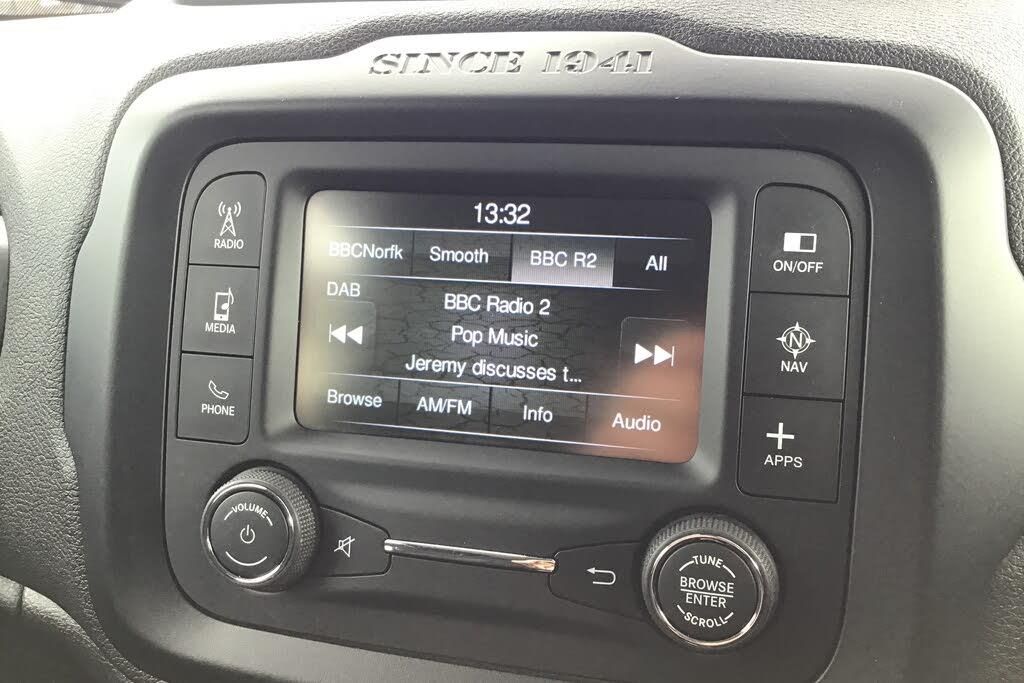 SINCE 1941
RADIO
MEDIA
PHONE
13:32
BBCNorfk Smooth BBC R2 All
DAB
BBC Radio 2
Pop Music
Jeremy discusses t...
Browse AM/FM Info Audio
ON/OFF
N
NAV
APPS
VOLUME
TUNE
BROWSE
ENTER
SCROLL